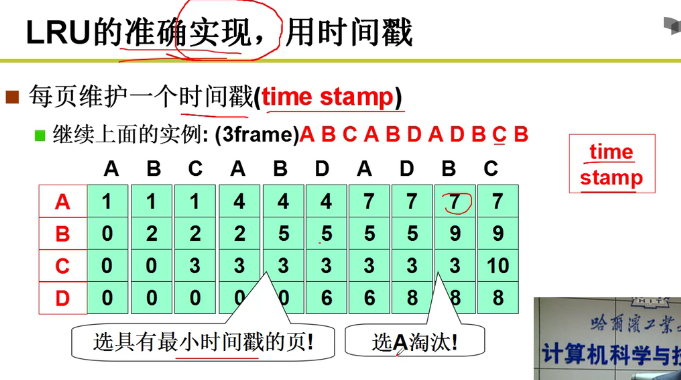 LRU的准确实现，用时间戳
每页维护一个时间戳(time stamp)
继续上面的实例: (3frame)A B C A B D A D B C B
time
stamp
A B C A B D A D B C
A 1 1 1 4 4 4 7 7 7 7
B 0 2 2 2 5 5 5 5 9 9
C 0 0 3 3 3 3 3 3 3 10
D 0 0 0 0 0 6 6 8 8 8
选具有最小时间戳的页!
选A淘汰!
哈尔滨工业
计算机科学与技